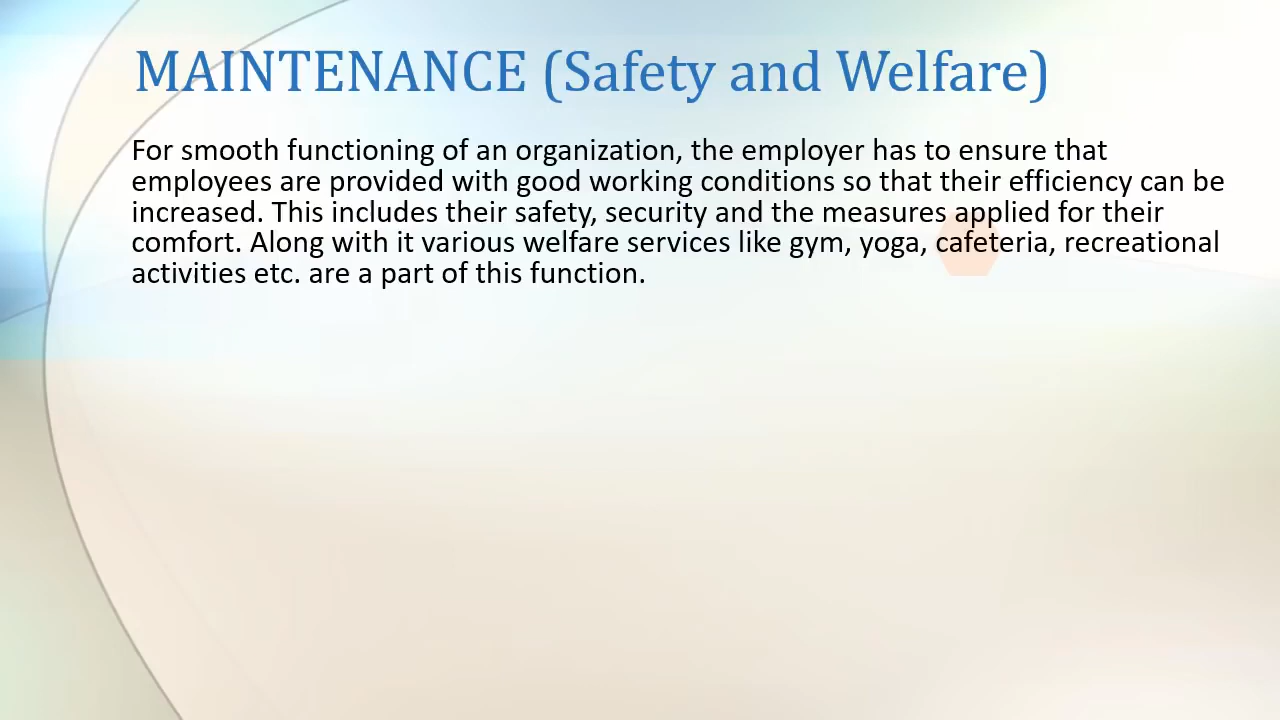 MAINTENANCE (Safety and Welfare)
For smooth functioning of an organization, the employer has to ensure that
employees are provided with good working conditions so that their efficiency can be
increased. This includes their safety, security and the measures applied for their
comfort. Along with it various welfare services like gym, yoga, cafeteria, recreational
activities etc. are a part of this function.